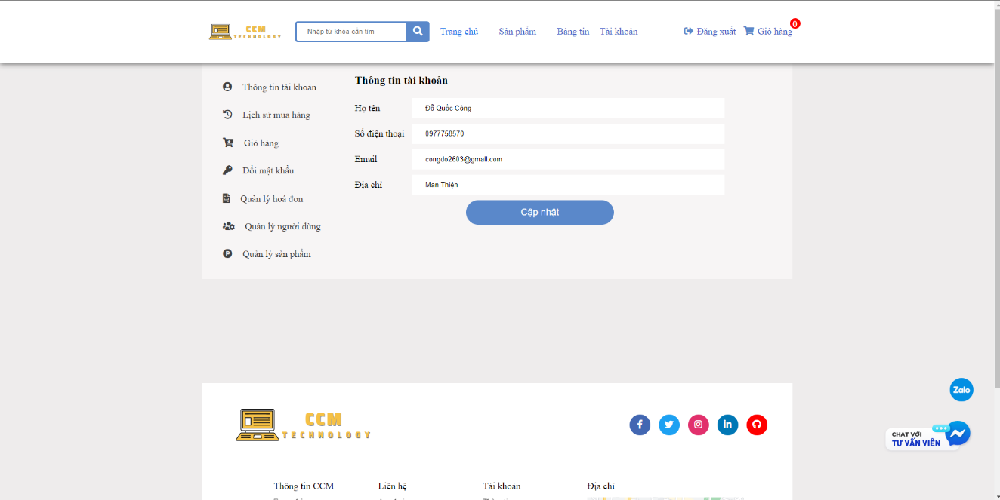 CCM
TECHNOLOGY
Nhập từ khóa cần tìm
Trang chủ
Sản phẩm
Bảng tin
Tài khoản
Đăng xuất
Giỏ hàng
0
Thông tin tài khoản
Lịch sử mua hàng
Giỏ hàng
Đổi mật khẩu
Quản lý hoá đơn
Quản lý người dùng
Quản lý sản phẩm
Thông tin tài khoản
Họ tên
Đỗ Quốc Công
Số điện thoại
0977758570
Email
congdo2603@gmail.com
Địa chỉ
Man Thiện
Cập nhật
Zalo
CHAT VỚI
TƯ VẤN VIÊN
CCM
TECHNOLOGY
Thông tin CCM
Liên hệ
Tài khoản
Địa chỉ